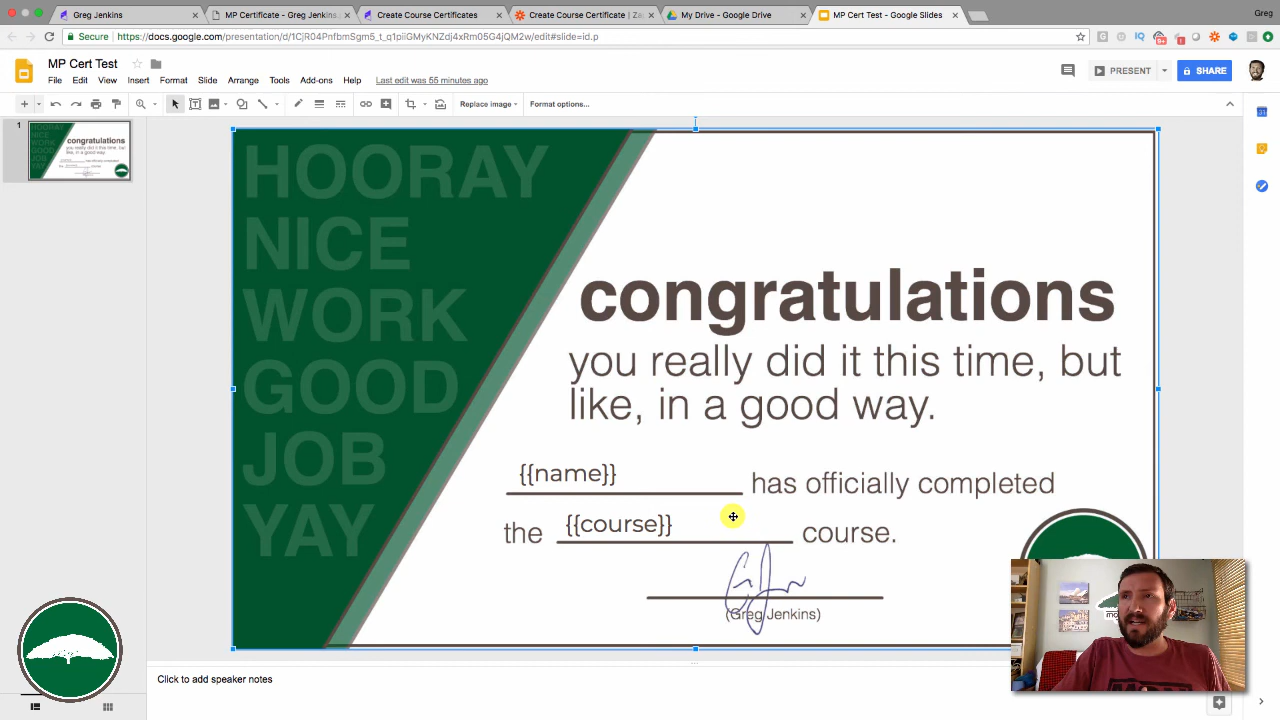 Greg Jenkins
MP Certificate - Greg Jenkins.p
Create Course Certificates
Create Course Certificate | Zap
My Drive - Google Drive
MP Cert Test - Google Slides
Greg
Secure
https://docs.google.com/presentation/d/1CjR04PnfbmSgm5_t_q1piiGMyKNZdj4xRm05G4jQM2w/edit#slide=id.p
MP Cert Test
File Edit View Insert Format Slide Arrange Tools Add-ons Help
Last edit was 55 minutes ago
PRESENT
SHARE
Replace image
Format options...
1
HOORAY
NICE
WORK
GOOD
JOB
YAY
congratulations
you really did it this time, but
like, in a good way.
{{name}} has officially completed
the {{course}} course.
(Greg Jenkins)
Click to add speaker notes